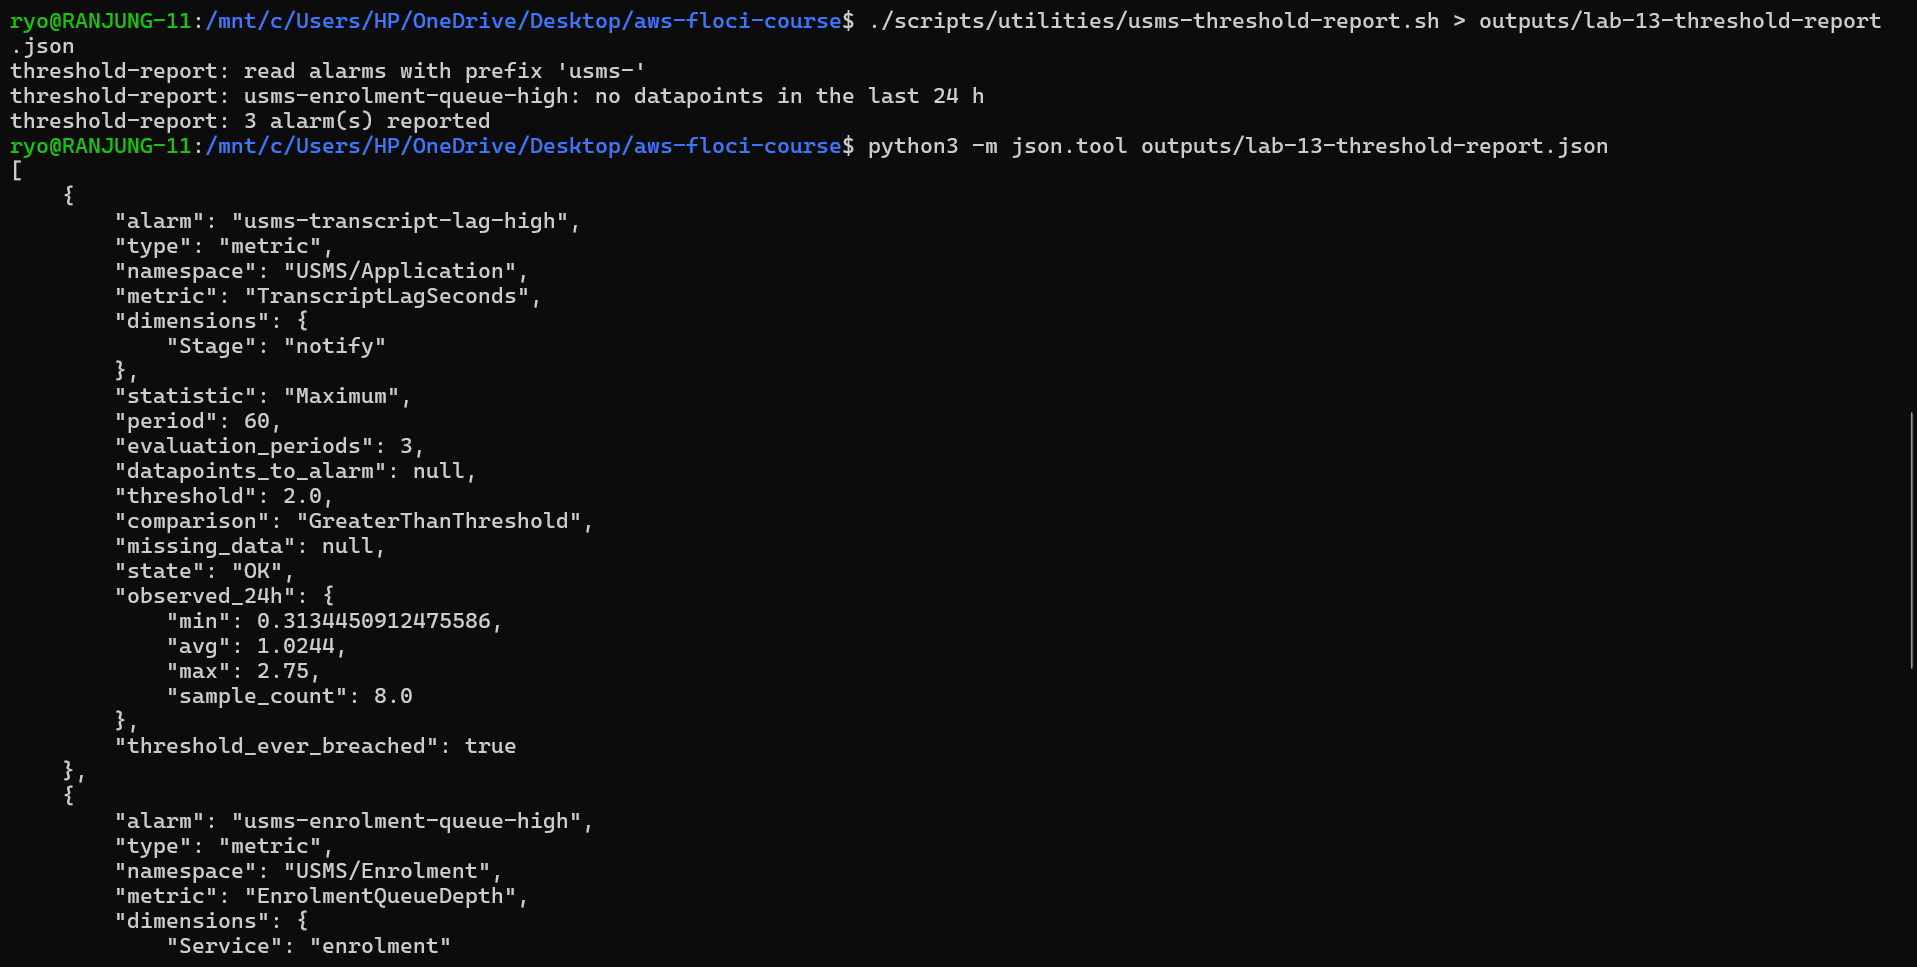 ryo@RANJUNG-11:/mnt/c/Users/HP/OneDrive/Desktop/aws-floci-course$ ./scripts/utilities/usms-threshold-report.sh > outputs/lab-13-threshold-report
.json
threshold-report: read alarms with prefix 'usms-'
threshold-report: usms-enrolment-queue-high: no datapoints in the last 24 h
threshold-report: 3 alarm(s) reported
ryo@RANJUNG-11:/mnt/c/Users/HP/OneDrive/Desktop/aws-floci-course$ python3 -m json.tool outputs/lab-13-threshold-report.json
[
    {
        "alarm": "usms-transcript-lag-high",
        "type": "metric",
        "namespace": "USMS/Application",
        "metric": "TranscriptLagSeconds",
        "dimensions": {
            "Stage": "notify"
        },
        "statistic": "Maximum",
        "period": 60,
        "evaluation_periods": 3,
        "datapoints_to_alarm": null,
        "threshold": 2.0,
        "comparison": "GreaterThanThreshold",
        "missing_data": null,
        "state": "OK",
        "observed_24h": {
            "min": 0.3134450912475586,
            "avg": 1.0244,
            "max": 2.75,
            "sample_count": 8.0
        },
        "threshold_ever_breached": true
    },
    {
        "alarm": "usms-enrolment-queue-high",
        "type": "metric",
        "namespace": "USMS/Enrolment",
        "metric": "EnrolmentQueueDepth",
        "dimensions": {
            "Service": "enrolment"